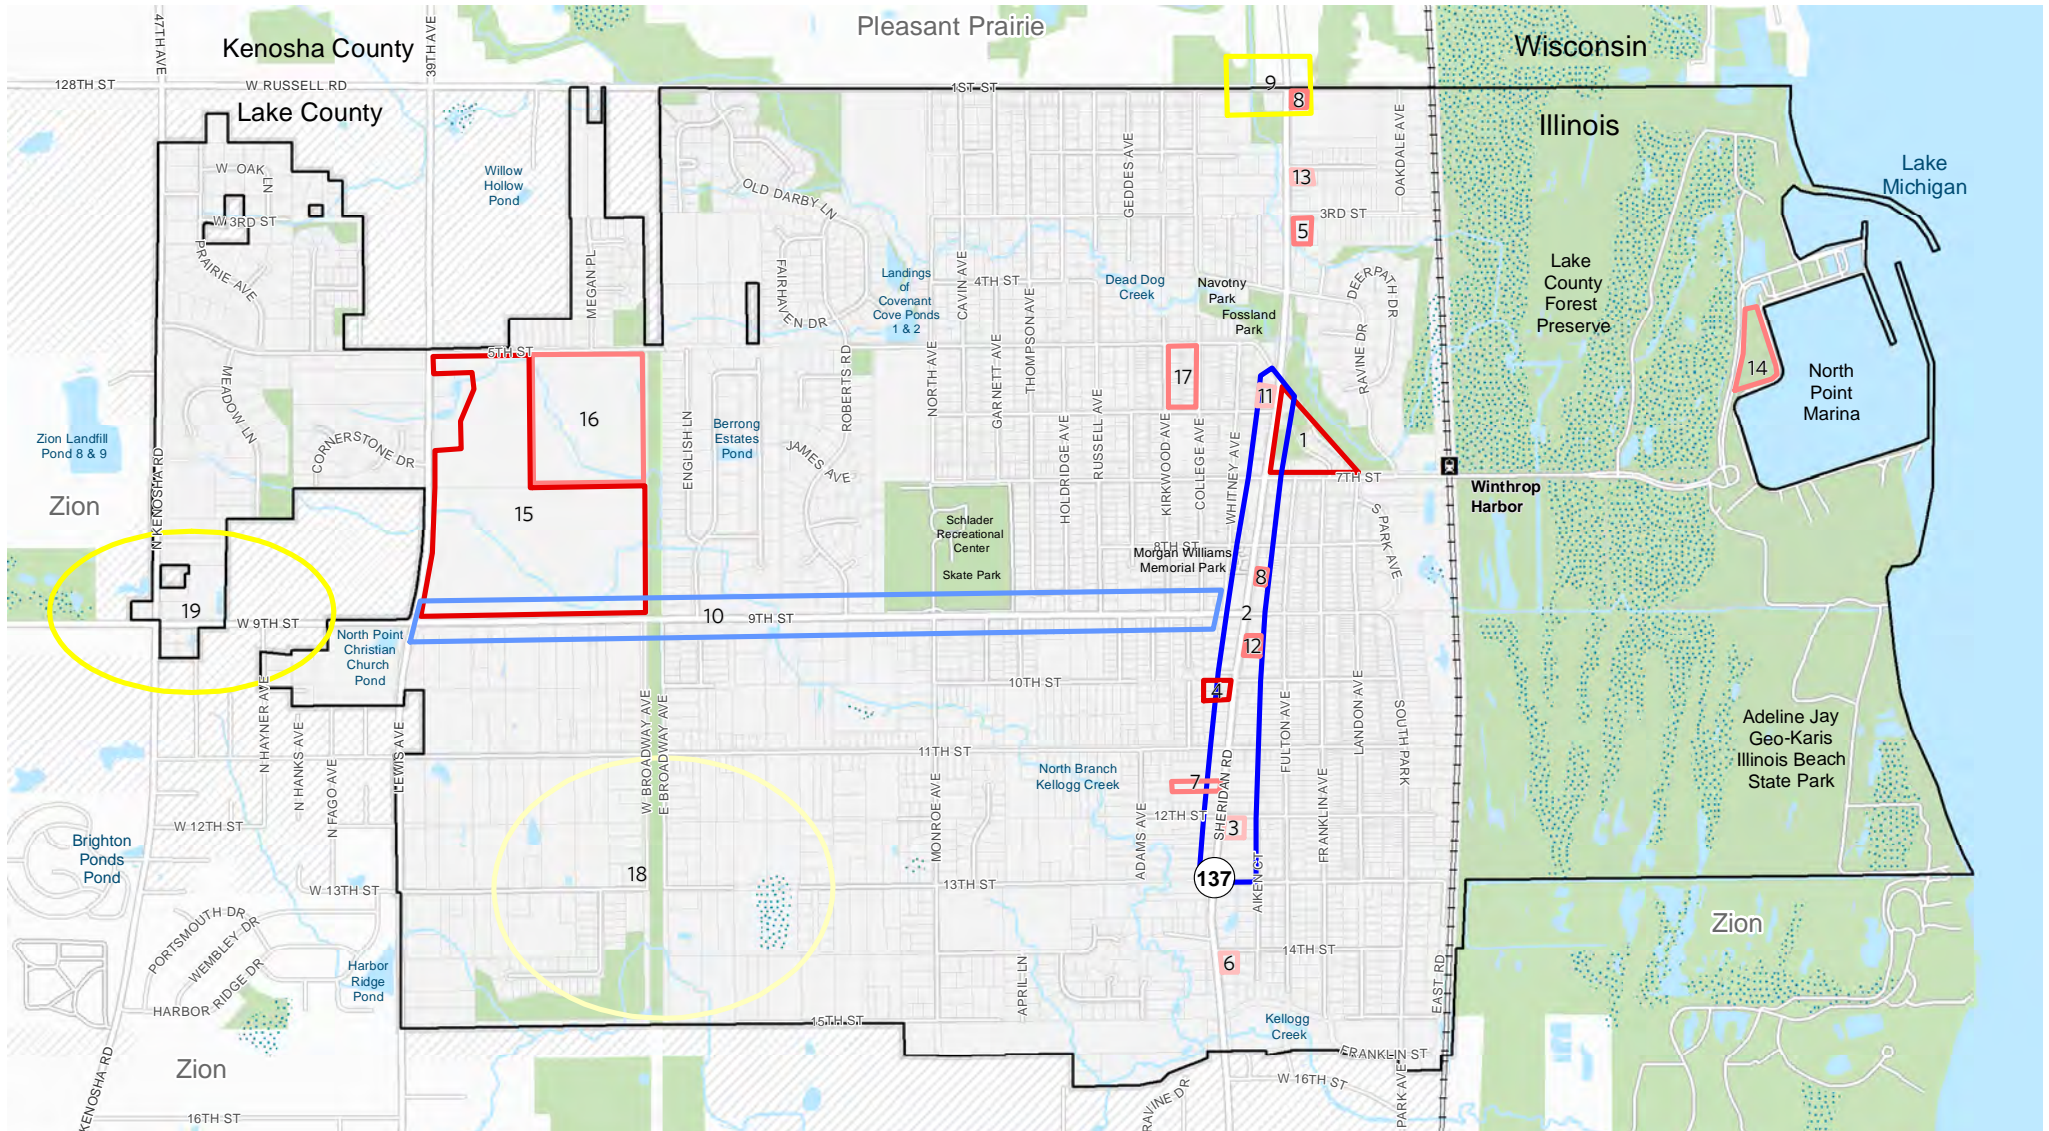 Pleasant Prairie
Kenosha County
Wisconsin
47TH AVE
39TH AVE
128TH ST
W RUSSELL RD
1ST ST
9
8
Lake County
Illinois
OAKDALE AVE
GEDDES AVE
Lake
Michigan
W OAK
LN
Willow
Hollow
Pond
13
OLD DARBY LN
W 3RD ST
3RD ST
5
PRAIRIE AVE
MEGAN PL
FAIRHAVEN DR
Landings
of
Covenant
Cove Ponds
1 & 2
CAVIN AVE
4TH ST
Dead Dog
Creek
Navotny
Park
Fossland
Park
DEERPATH DR
Lake
County
Forest
Preserve
THOMPSON AVE
RAVINE DR
5TH ST
ROBERTS RD
NORTH AVE
GARNETT AVE
17
11
14
North
Point
Marina
MEADOW LN
16
1
Zion Landfill
Pond 8 & 9
CORNERSTONE DR
ENGLISH LN
Berrong
Estates
Pond
JAMES AVE
HOLDRIDGE AVE
RUSSELL AVE
KIRKWOOD AVE
COLLEGE AVE
WHITNEY AVE
7TH ST
Winthrop
Harbor
Zion
N KENOSHA RD
15
Schlader
Recreational
Center
Skate Park
8TH ST
Morgan Williams
Memorial Park
S PARK AVE
8
19
W 9TH ST
10
9TH ST
2
North Point
Christian
Church
Pond
12
10TH ST
4
N HAYNER AVE
N HANKS AVE
N FAGO AVE
LEWIS AVE
W BROADWAY AVE
E BROADWAY AVE
11TH ST
FULTON AVE
LANDON AVE
SOUTH PARK
Adeline Jay
Geo-Karis
Illinois Beach
State Park
North Branch
Kellogg Creek
7
SHERIDAN RD
W 12TH ST
12TH ST
3
MONROE AVE
ADAMS AVE
FRANKLIN AVE
Brighton
Ponds
Pond
18
W 13TH ST
13TH ST
137
AIKEN CT
PORTSMOUTH DR
WEMBLEY DR
HARBOR RIDGE DR
Zion
14TH ST
6
Harbor
Ridge
Pond
APRIL LN
EAST RD
15TH ST
Kellogg
Creek
FRANKLIN ST
Zion
W 16TH ST
KENOSHA RD
16TH ST
RAVINE DR
PARK AVE